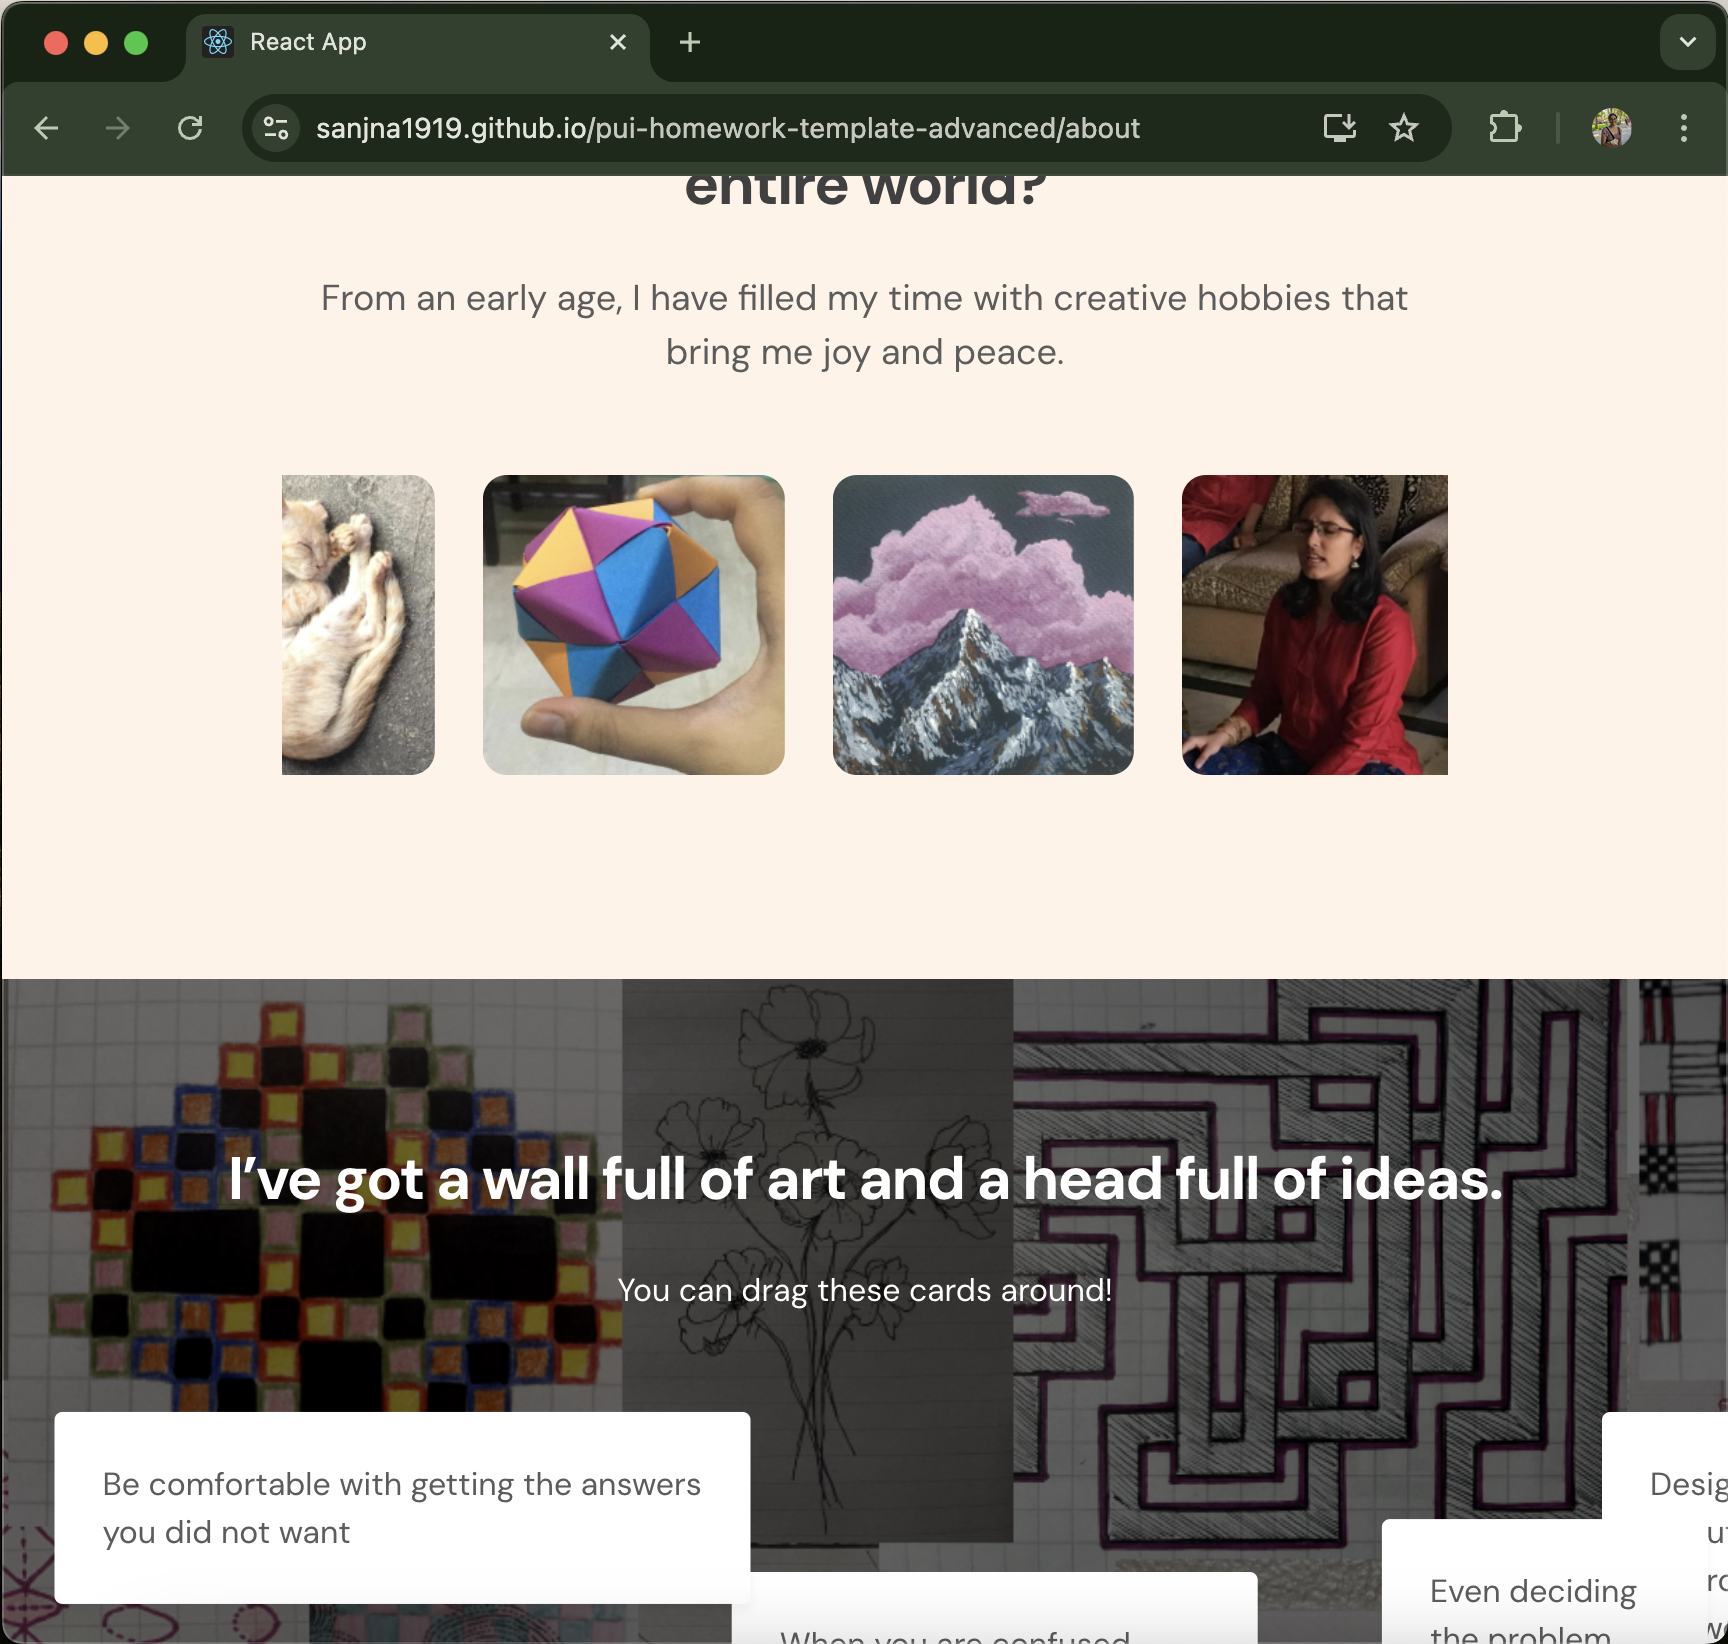 React App
sanjna1919.github.io/pui-homework-template-advanced/about
entire world?
From an early age, I have filled my time with creative hobbies that
bring me joy and peace.
I've got a wall full of art and a head full of ideas.
You can drag these cards around!
Be comfortable with getting the answers
you did not want
Desig
Even deciding
the problem
When you are confused